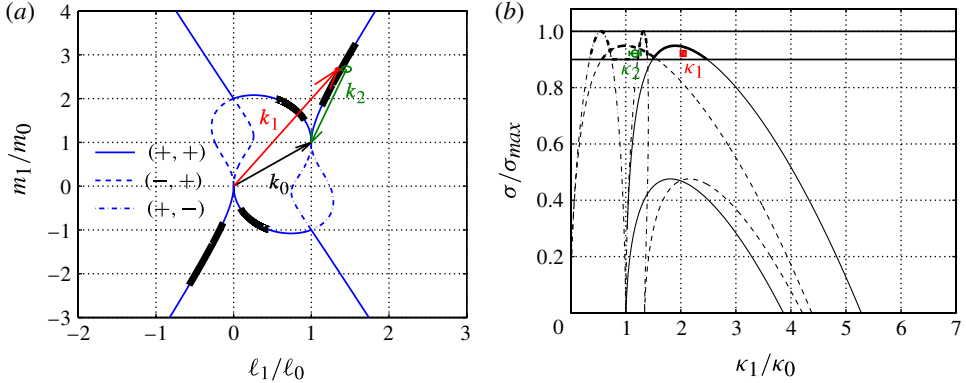 (a)
4
3
2
1
0
−1
−2
−3
−2 −1 0 1 2 3
m₁/m₀
ℓ₁/ℓ₀
(+, +)
(−, +)
(+, −)
k₁
k₂
k₀
(b)
1.0
0.8
0.6
0.4
0.2
0 1 2 3 4 5 6 7
σ/σmax
κ₁/κ₀
κ₂
κ₁